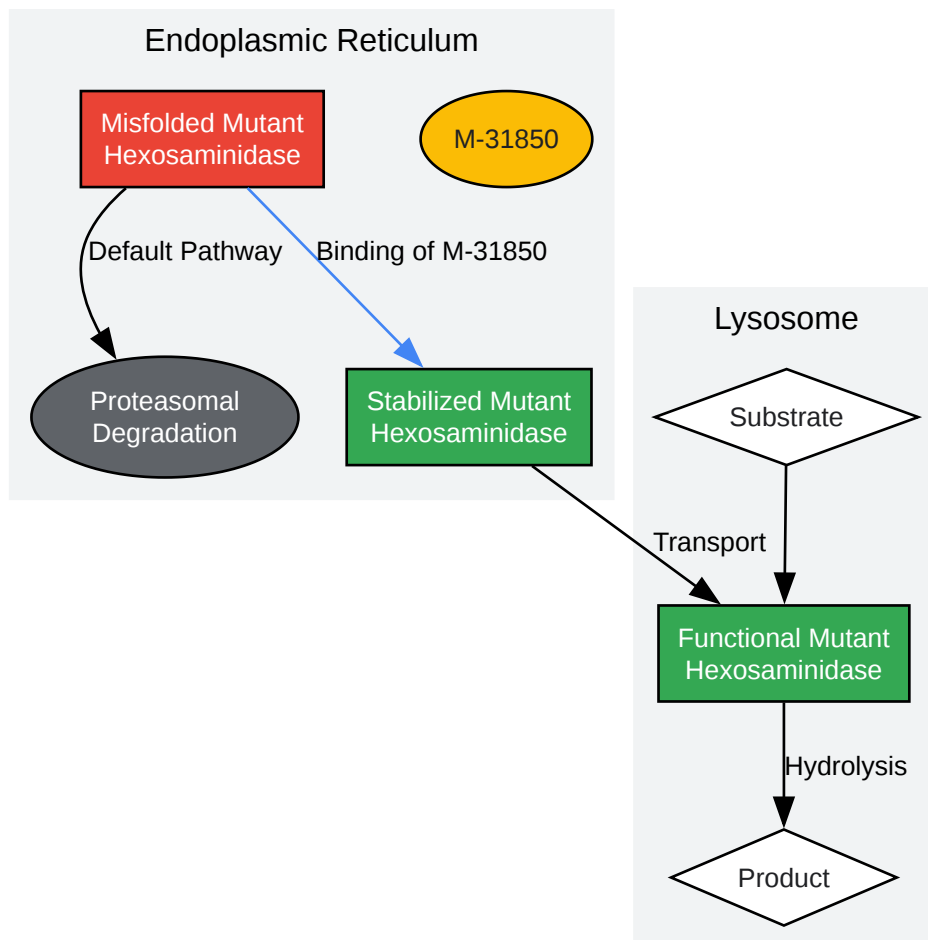 Endoplasmic Reticulum
Misfolded Mutant
Hexosaminidase
M-31850
Default Pathway
Binding of M-31850
Proteasomal
Degradation
Stabilized Mutant
Hexosaminidase
Lysosome
Substrate
Transport
Functional Mutant
Hexosaminidase
Hydrolysis
Product